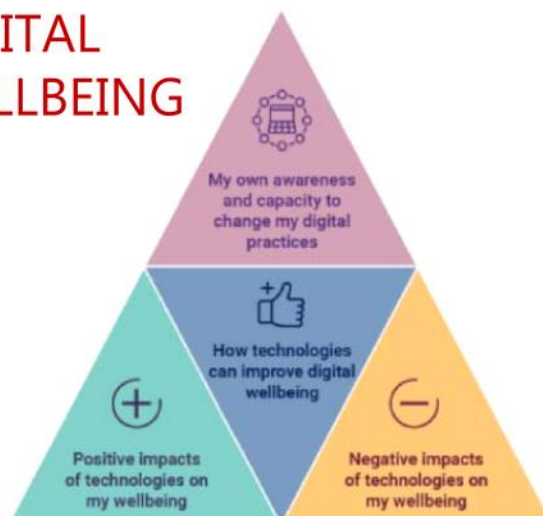 ITAL
LLBEING
My own awareness
and capacity to
change my digital
practices
How technologies
can improve digital
wellbeing
Positive impacts
of technologies on
my wellbeing
Negative impacts
of technologies on
my wellbeing